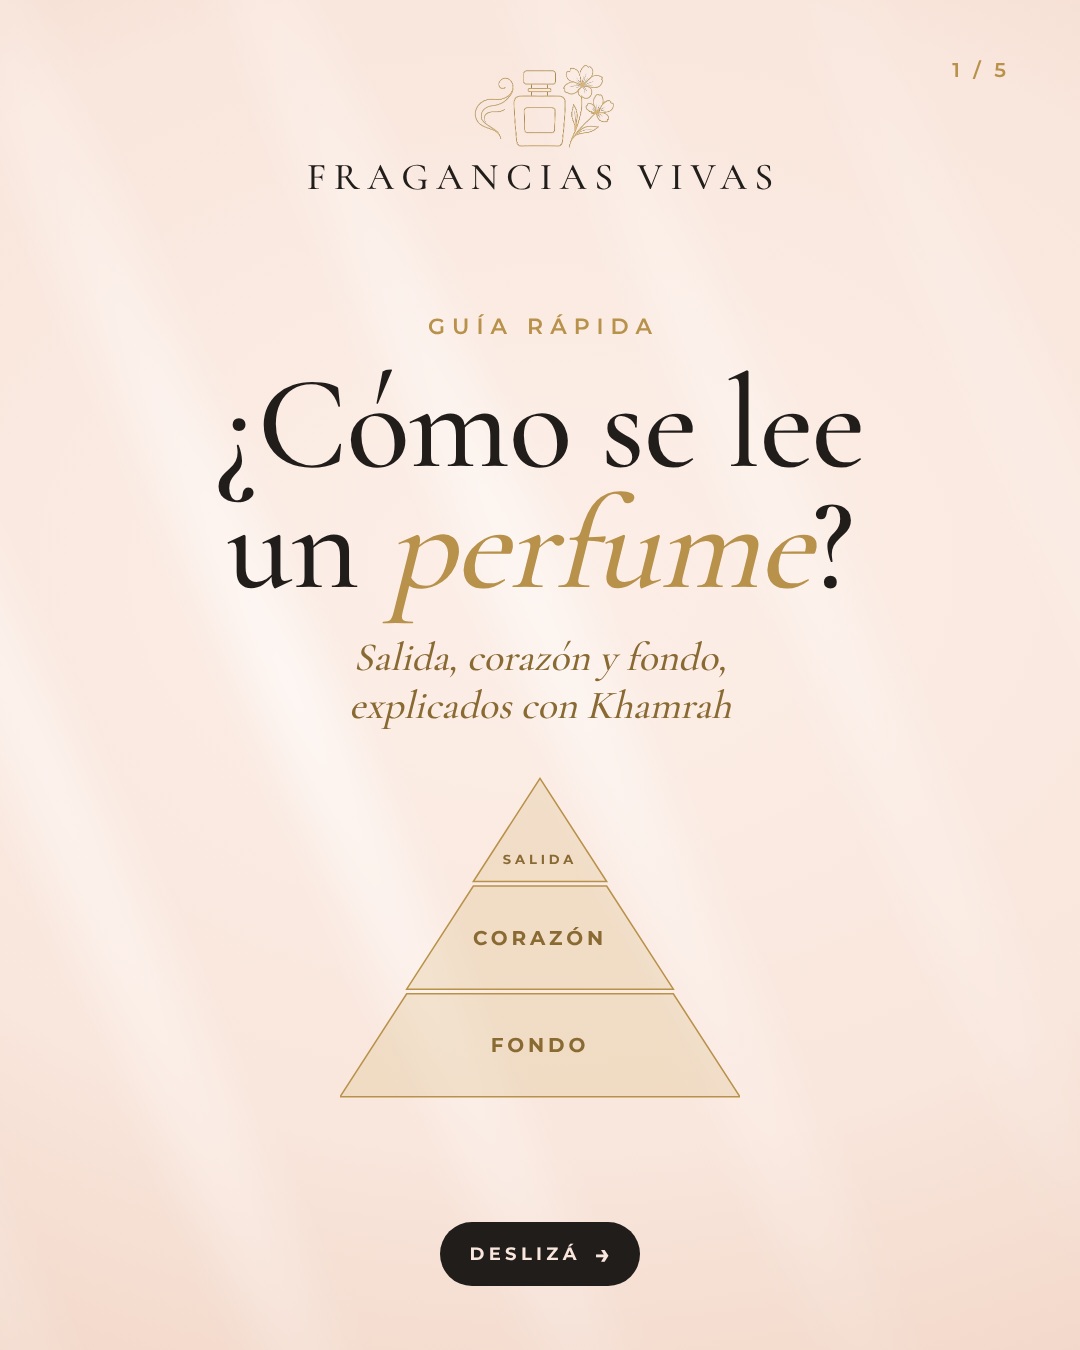 1 / 5
FRAGANCIAS VIVAS
GUÍA RÁPIDA
¿Cómo se lee
un perfume?
Salida, corazón y fondo,
explicados con Khamrah
SALIDA
CORAZÓN
FONDO
DESLIZÁ →